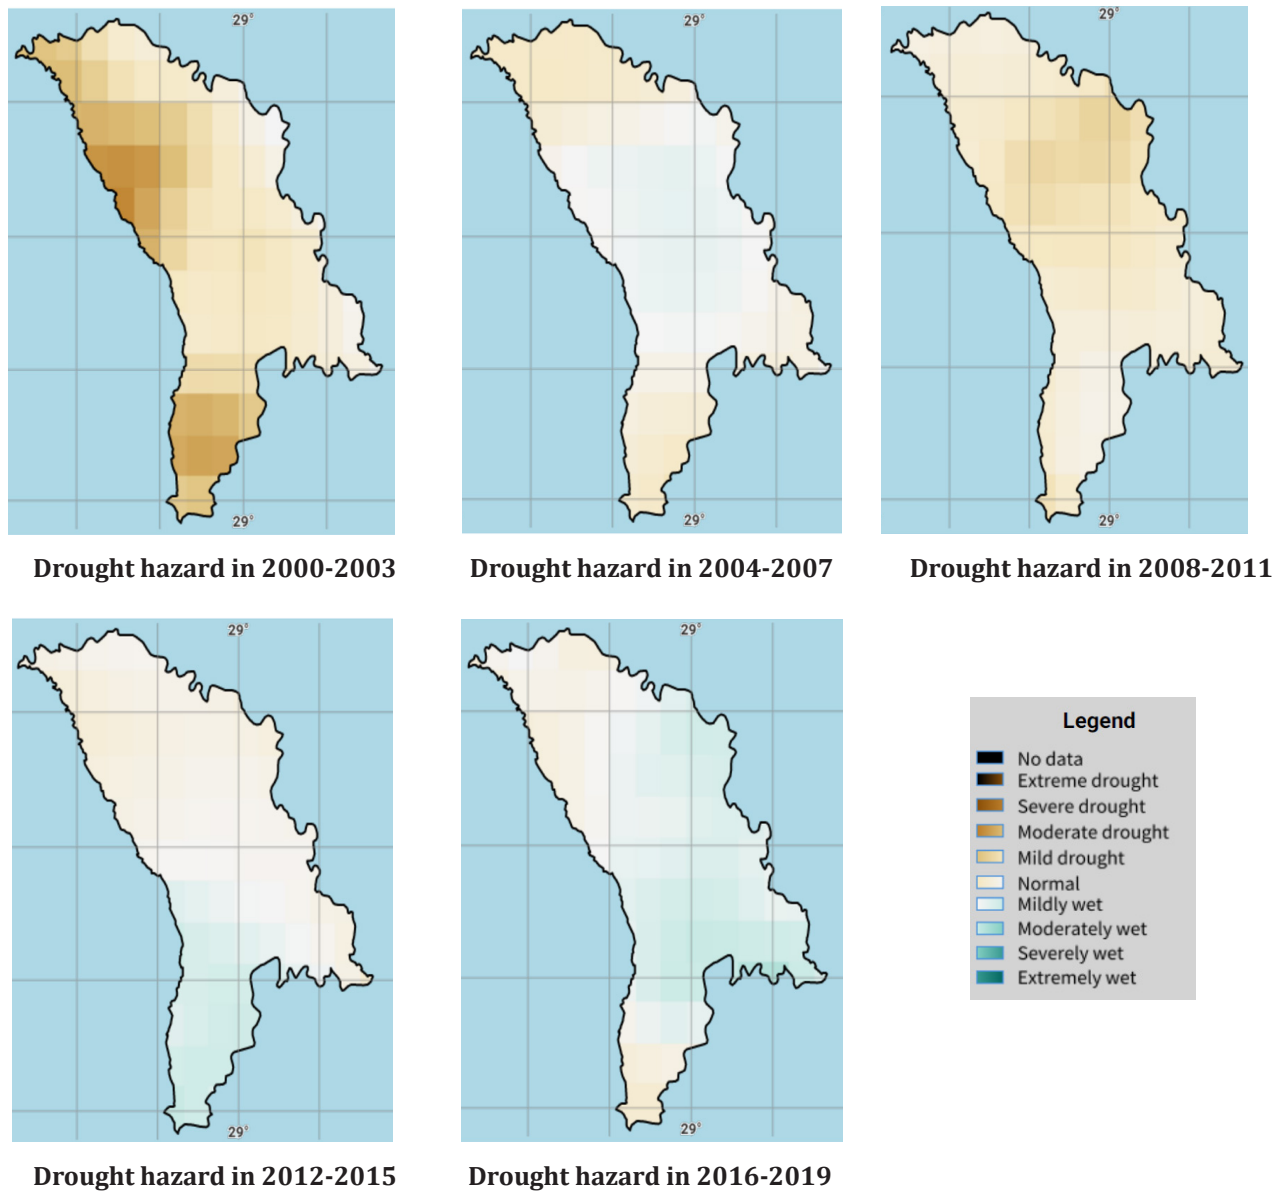 29°
29°
29°
29°
29°
29°
Drought hazard in 2000-2003
Drought hazard in 2004-2007
Drought hazard in 2008-2011
29°
29°
Legend
No data
Extreme drought
Severe drought
Moderate drought
Mild drought
Normal
Mildly wet
Moderately wet
Severely wet
Extremely wet
29°
29°
Drought hazard in 2012-2015
Drought hazard in 2016-2019